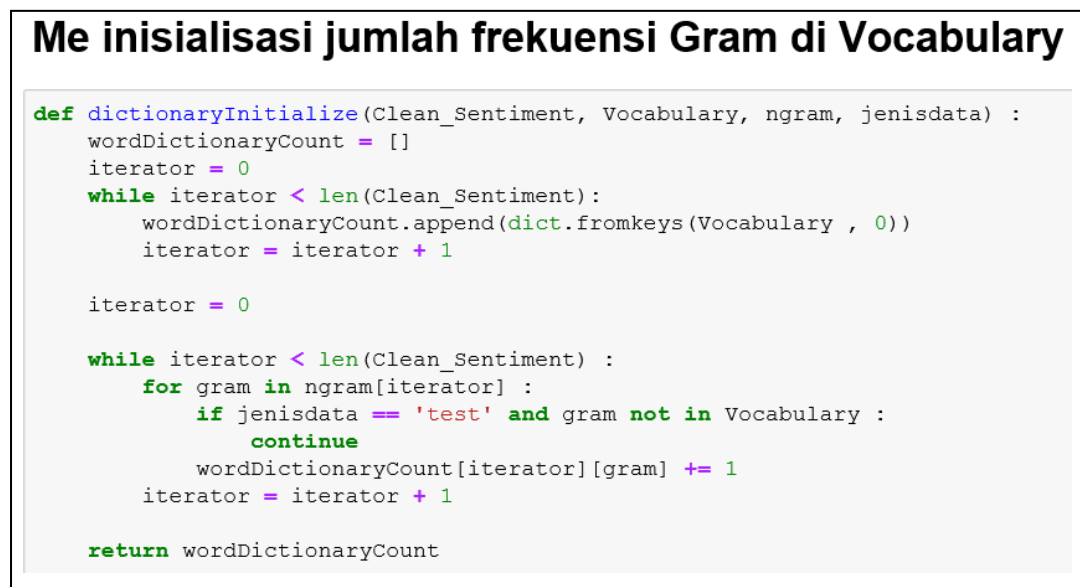 Me inisialisasi jumlah frekuensi Gram di Vocabulary
def dictionaryInitialize(Clean_Sentiment, Vocabulary, ngram, jenisdata) :
    wordDictionaryCount = []
    iterator = 0
    while iterator < len(Clean_Sentiment):
        wordDictionaryCount.append(dict.fromkeys(Vocabulary , 0))
        iterator = iterator + 1
    iterator = 0
    while iterator < len(Clean_Sentiment) :
        for gram in ngram[iterator] :
            if jenisdata == 'test' and gram not in Vocabulary :
                continue
            wordDictionaryCount[iterator][gram] += 1
        iterator = iterator + 1
    return wordDictionaryCount